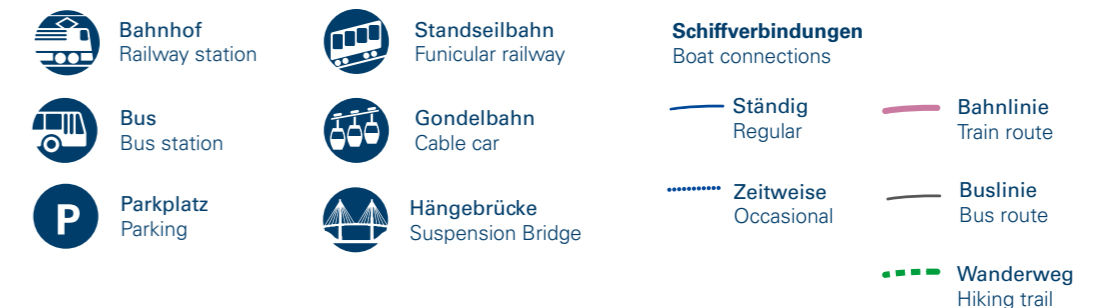 Bahnhof
Railway station
Bus
Bus station
P
Parkplatz
Parking
Standseilbahn
Funicular railway
Gondelbahn
Cable car
Hängebrücke
Suspension Bridge
Schiffverbindungen
Boat connections
Ständig
Regular
Zeitweise
Occasional
Bahnlinie
Train route
Buslinie
Bus route
Wanderweg
Hiking trail